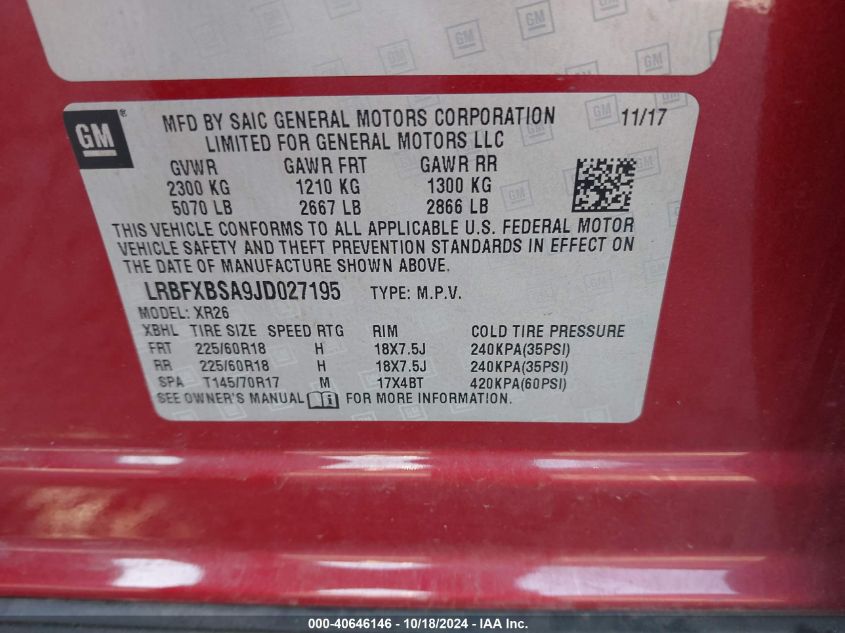 GM
MFD BY SAIC GENERAL MOTORS CORPORATION 11/17
LIMITED FOR GENERAL MOTORS LLC
GVWR GAWR FRT GAWR RR
2300 KG 1210 KG 1300 KG
5070 LB 2667 LB 2866 LB
THIS VEHICLE CONFORMS TO ALL APPLICABLE U.S. FEDERAL MOTOR
VEHICLE SAFETY AND THEFT PREVENTION STANDARDS IN EFFECT ON
THE DATE OF MANUFACTURE SHOWN ABOVE.
LRBFXBSA9JD027195 TYPE: M.P.V.
MODEL: XR26
XBHL TIRE SIZE SPEED RTG RIM COLD TIRE PRESSURE
FRT 225/60R18 H 18X7.5J 240KPA(35PSI)
RR 225/60R18 H 18X7.5J 240KPA(35PSI)
SPA T145/70R17 M 17X4BT 420KPA(60PSI)
SEE OWNER'S MANUAL FOR MORE INFORMATION.
000-40646146 - 10/18/2024 - IAA Inc.